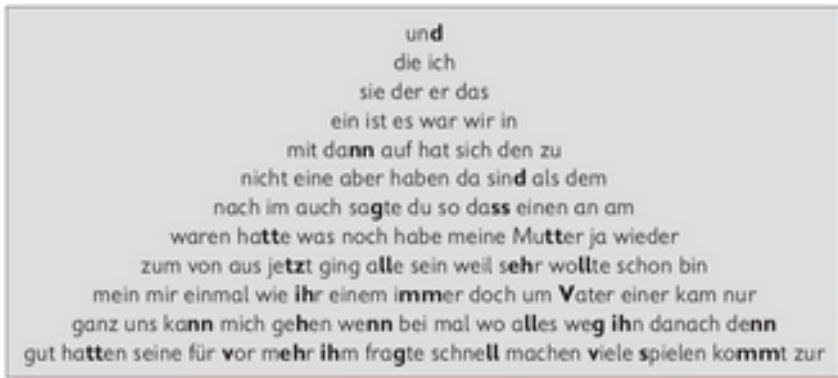 und
die ich
sie der er das
ein ist es war wir in
mit dann auf hat sich den zu
nicht eine aber haben da sind als dem
nach im auch sagte du so dass einen an am
waren hatte was noch habe meine Mutter ja wieder
zum von aus jetzt ging alle sein weil sehr wollte schon bin
mein mir einmal wie ihr einem immer doch um Vater einer kam nur
ganz uns kann mich gehen wenn bei mal wo alles weg ihn danach denn
gut hatten seine für vor mehr ihm fragte schnell machen viele spielen kommt zur